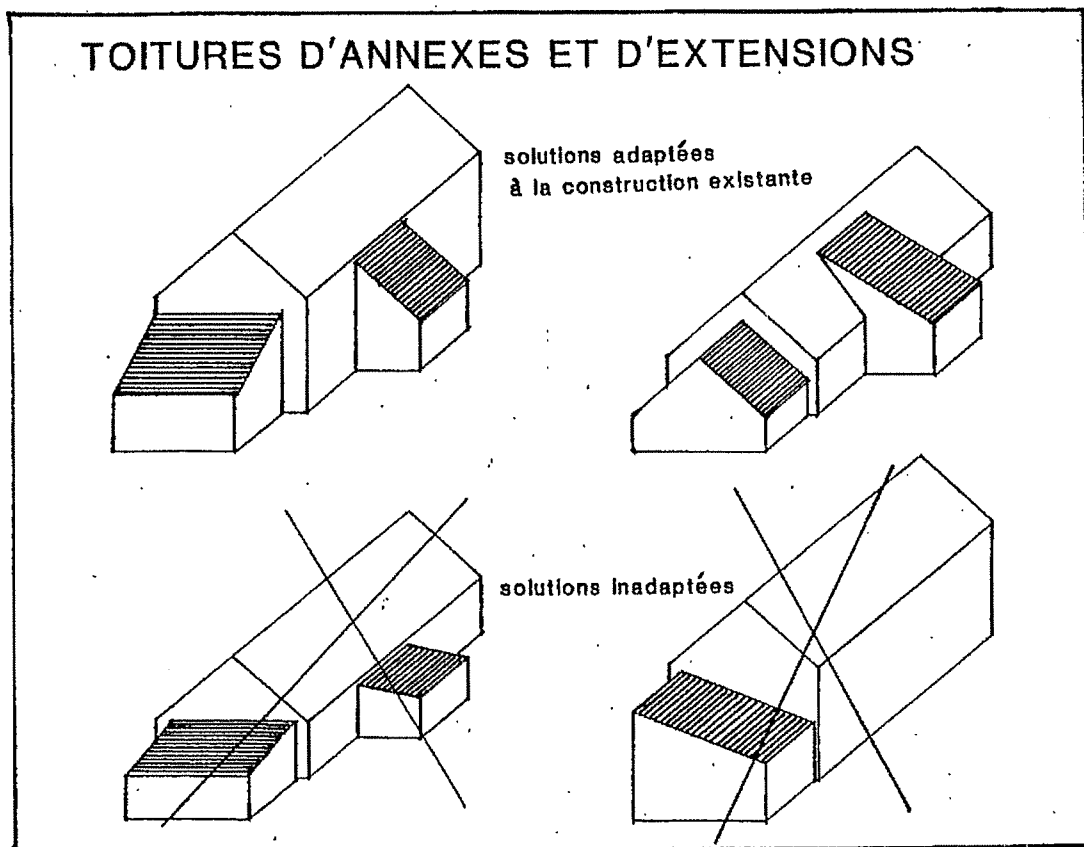 TOITURES D'ANNEXES ET D'EXTENSIONS
solutions adaptées
à la construction existante
solutions inadaptées